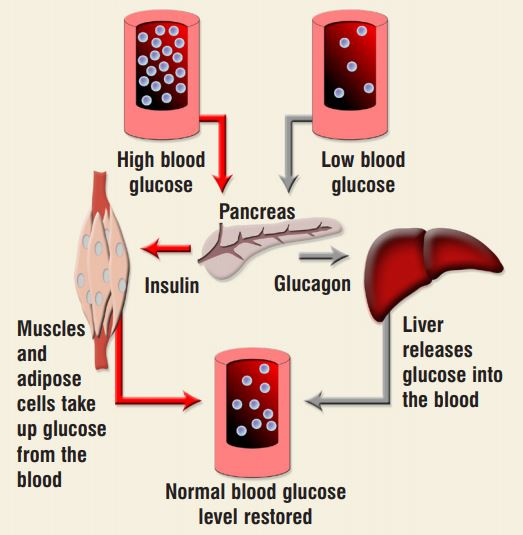 High blood
glucose
Low blood
glucose
Pancreas
Insulin
Glucagon
Muscles
and
adipose
cells take
up glucose
from the
blood
Liver
releases
glucose into
the blood
Normal blood glucose
level restored